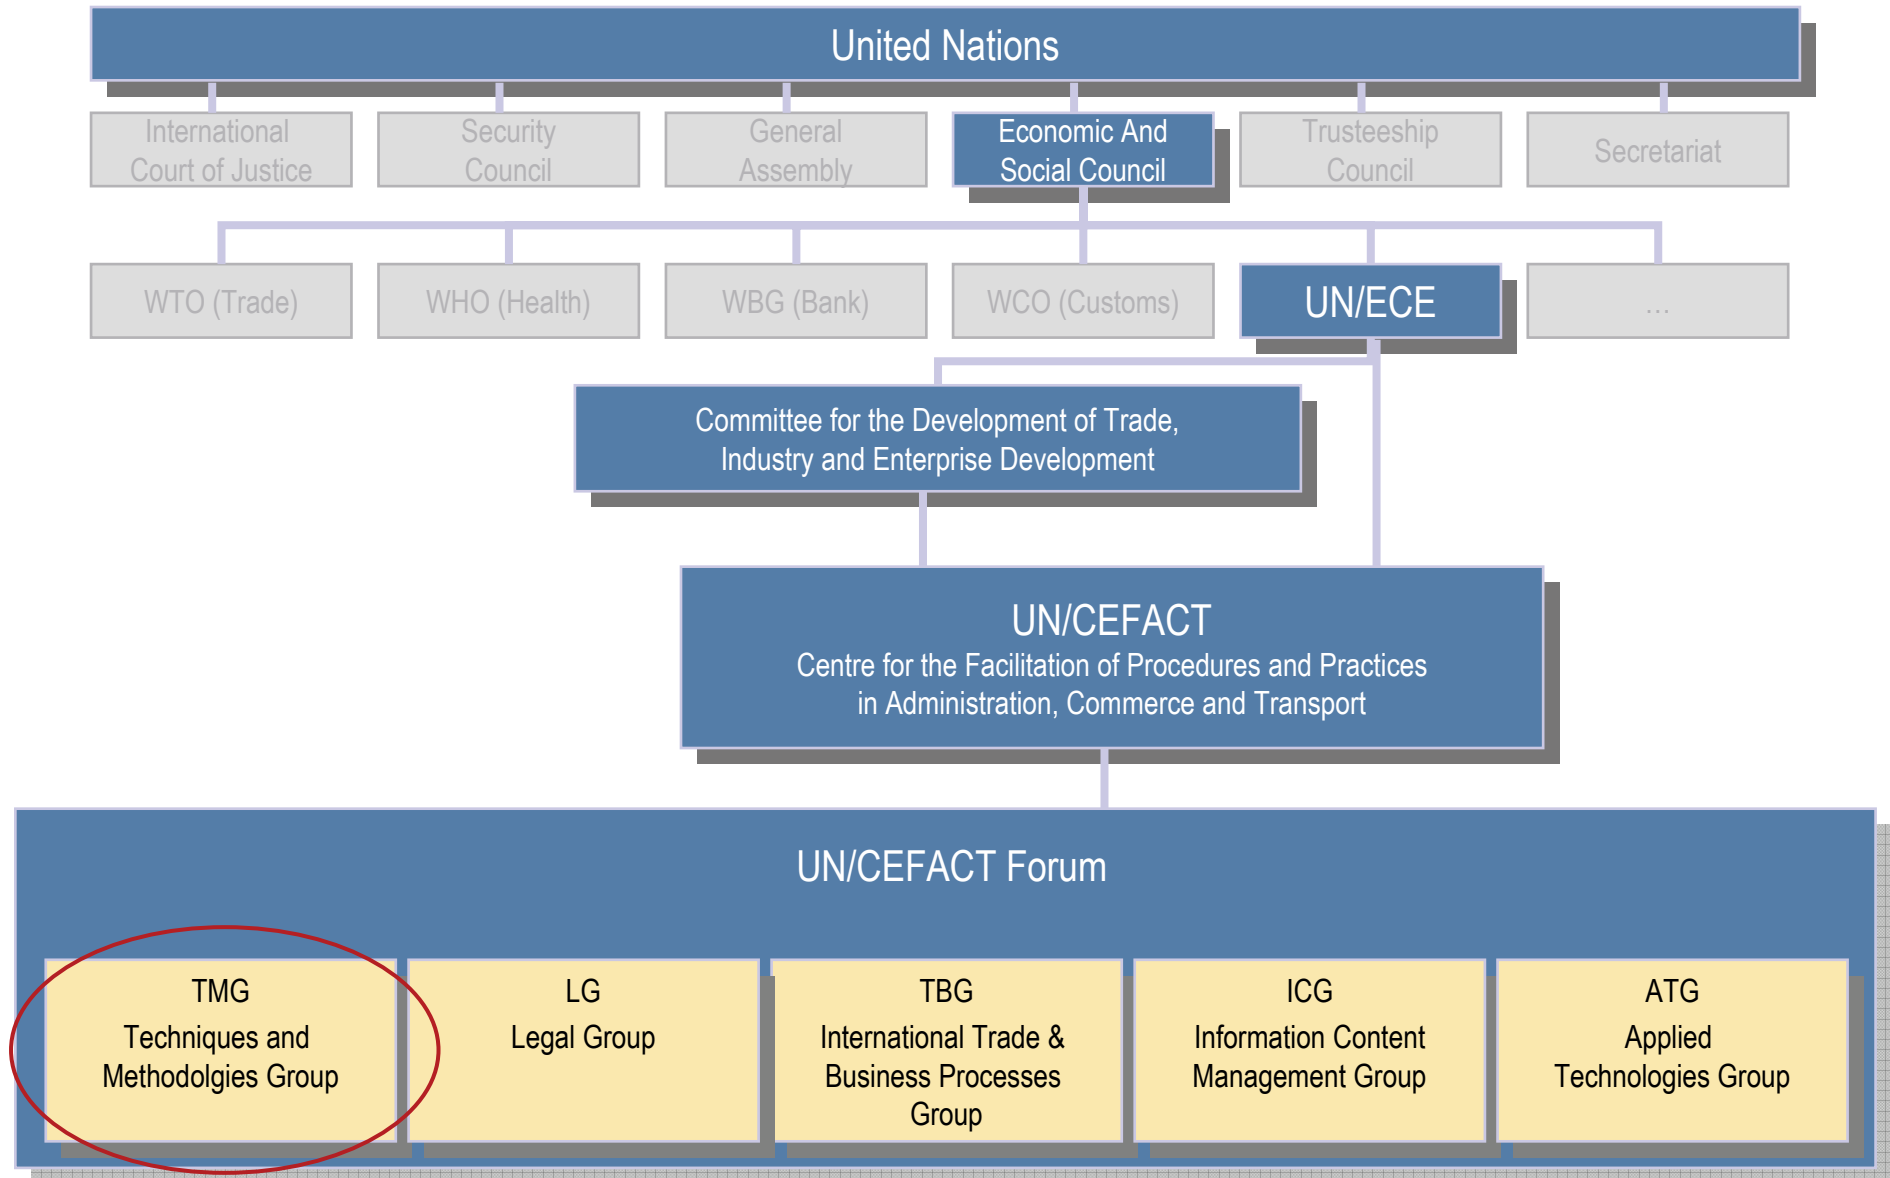 United Nations
International
Court of Justice
Security
Council
General
Assembly
Economic And
Social Council
Trusteeship
Council
Secretariat
WTO (Trade)
WHO (Health)
WBG (Bank)
WCO (Customs)
UN/ECE
...
Committee for the Development of Trade,
Industry and Enterprise Development
UN/CEFACT
Centre for the Facilitation of Procedures and Practices
in Administration, Commerce and Transport
UN/CEFACT Forum
TMG
Techniques and
Methodolgies Group
LG
Legal Group
TBG
International Trade &
Business Processes
Group
ICG
Information Content
Management Group
ATG
Applied
Technologies Group